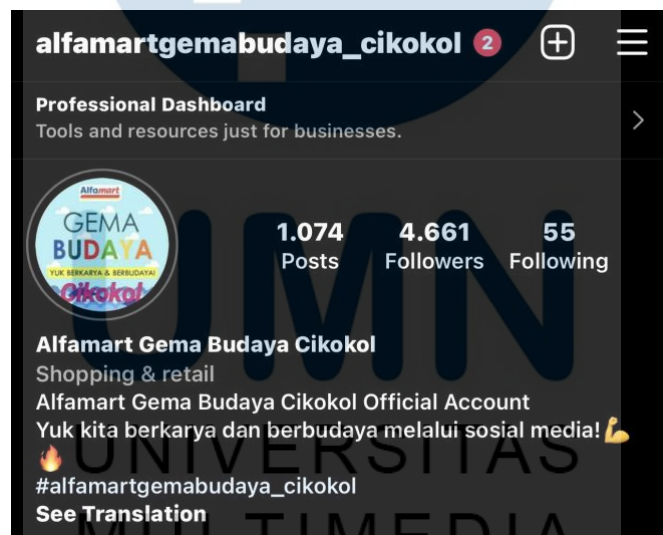 alfamartgemabudaya_cikokol 2
Professional Dashboard
Tools and resources just for businesses.
Alfamart
GEMA
BUDAYA
YUK BERKARYA & BERBUDAYA!
Cikokol
1.074 4.661 55
Posts Followers Following
Alfamart Gema Budaya Cikokol
Shopping & retail
Alfamart Gema Budaya Cikokol Official Account
Yuk kita berkarya dan berbudaya melalui sosial media!💪
🔥
#alfamartgemabudaya_cikokol
See Translation
UMN
UNIVERSITAS
MULTIMEDIA